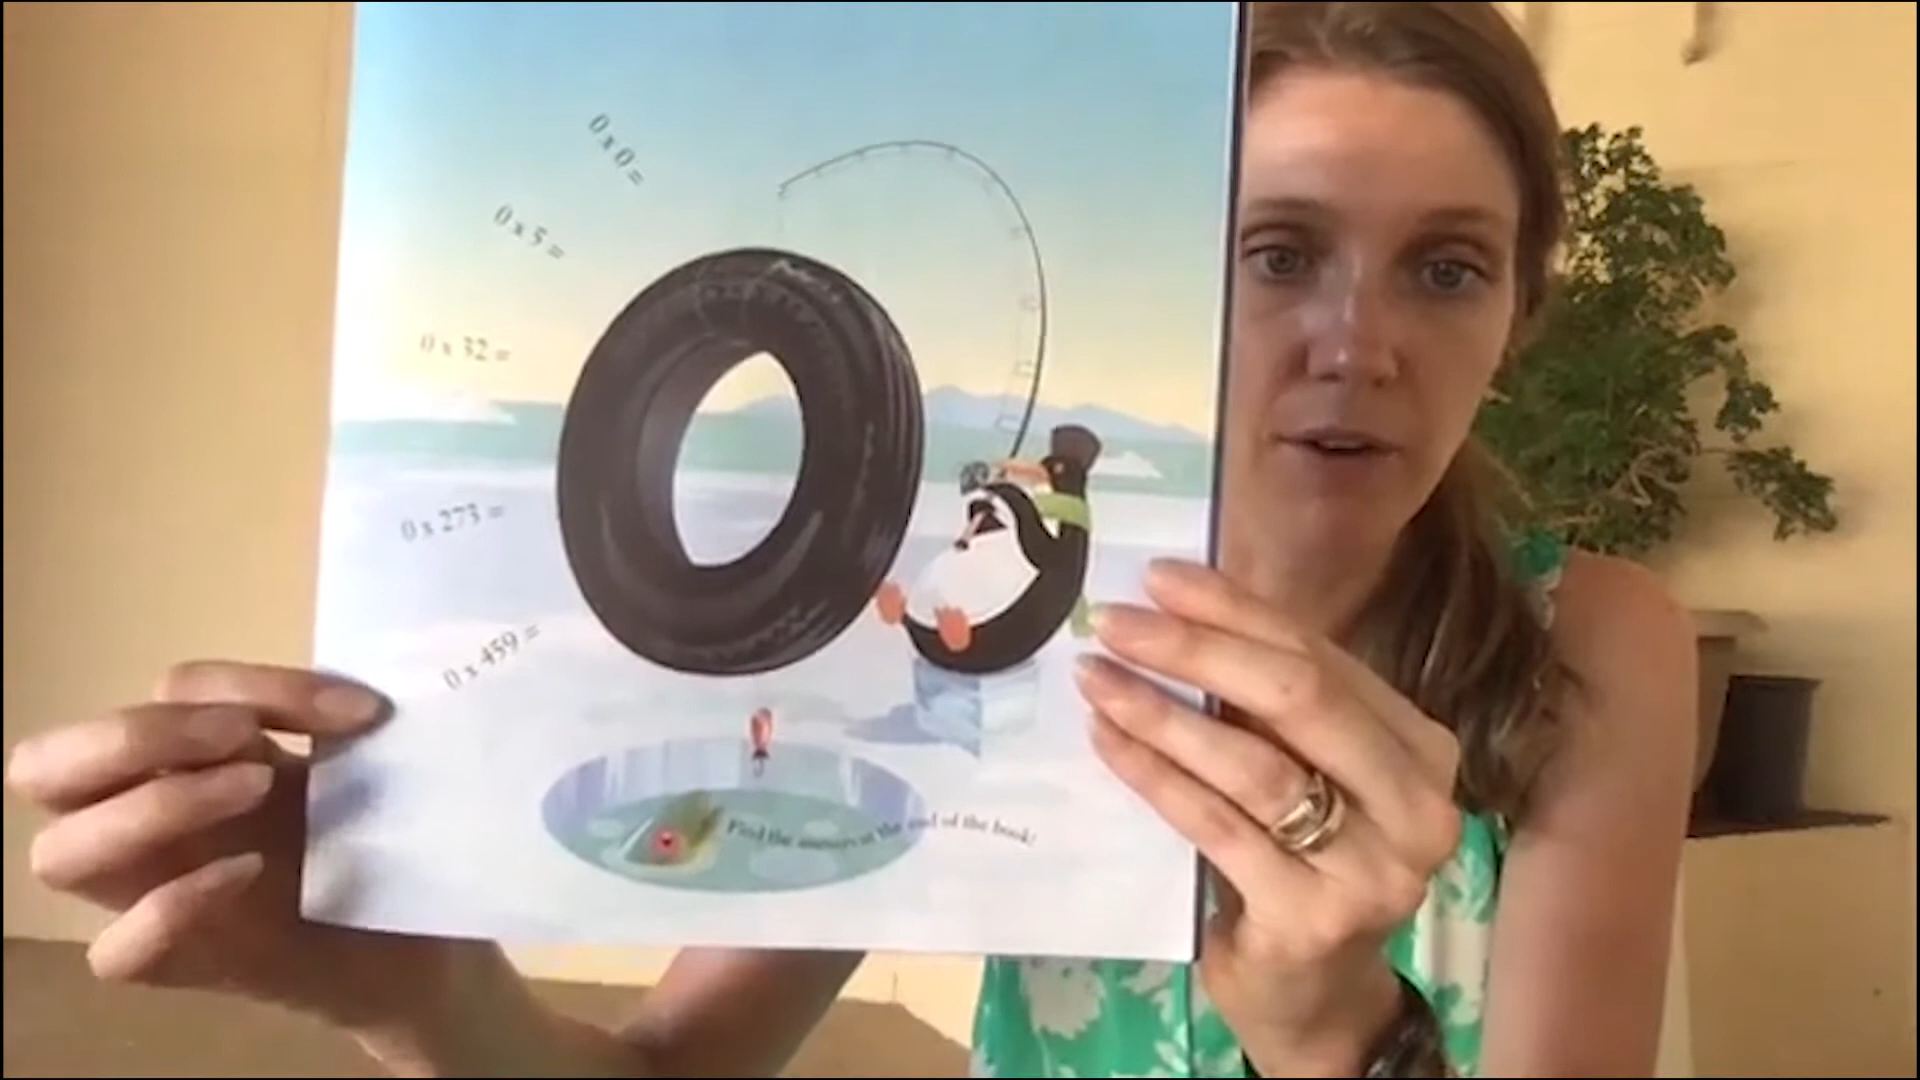 0 x 0 =
0 x 5 =
0 x 32 =
0 x 273 =
0 x 459 =
Find the answers at the end of the book!